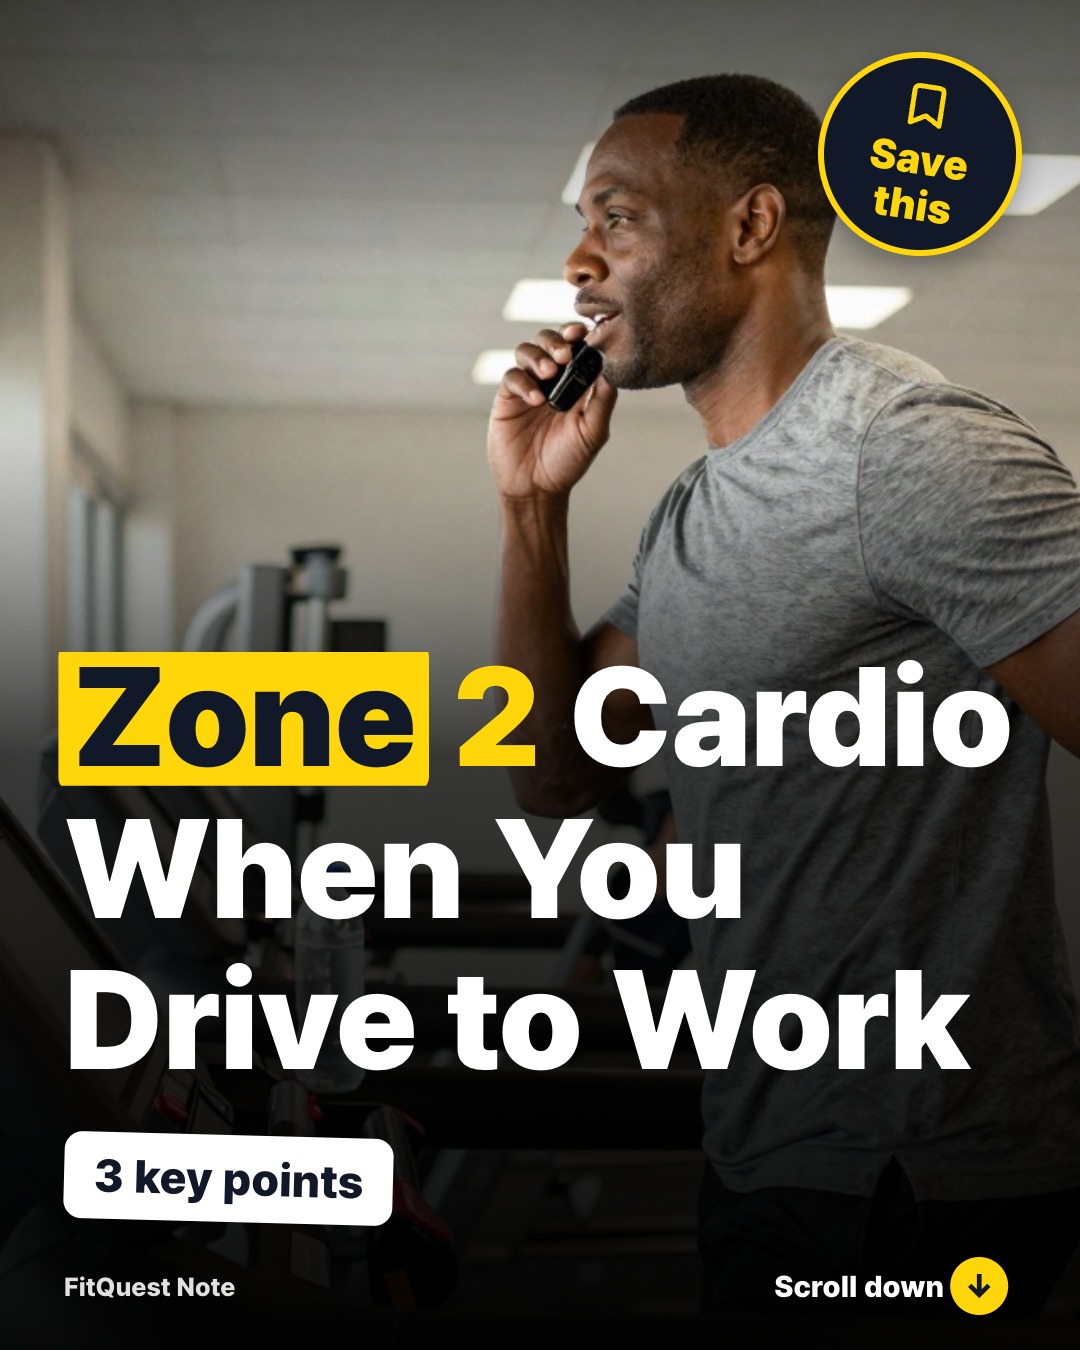 Save
this
Zone 2 Cardio
When You
Drive to Work
3 key points
FitQuest Note
Scroll down